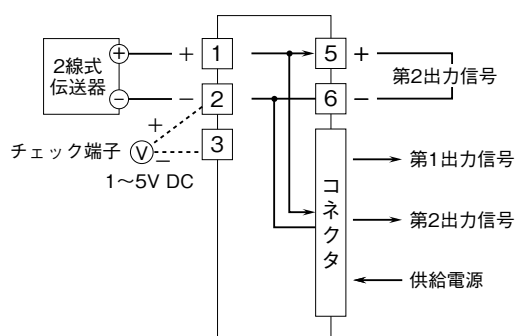 2線式
伝送器
+
−
+
−
1
2
3
5
6
+
−
第2出力信号
+
−
V
チェック端子
1〜5V DC
コネクタ
第1出力信号
第2出力信号
供給電源